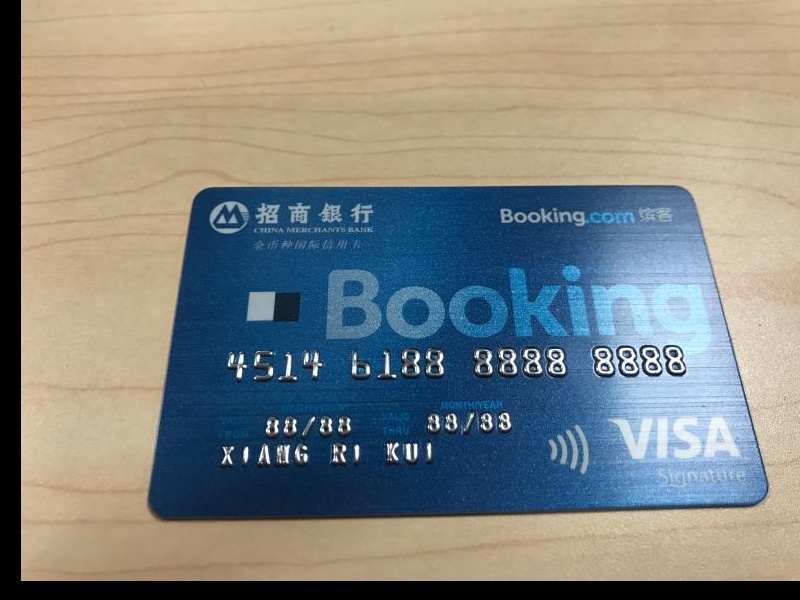 招商银行
CHINA MERCHANTS BANK
全币种国际信用卡
Booking.com 缤客
Booking
4514 6188 8888 8888
MONTH/YEAR
88/88 VALID THRU 88/88
XIANG RI KUI
VISA
Signature